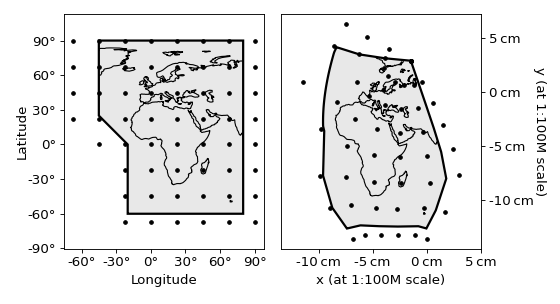 90°
60°
30°
0°
-30°
-60°
-90°
Latitude
-60° -30° 0° 30° 60° 90°
Longitude
5 cm
0 cm
-5 cm
-10 cm
y (at 1:100M scale)
-10 cm -5 cm 0 cm 5 cm
x (at 1:100M scale)